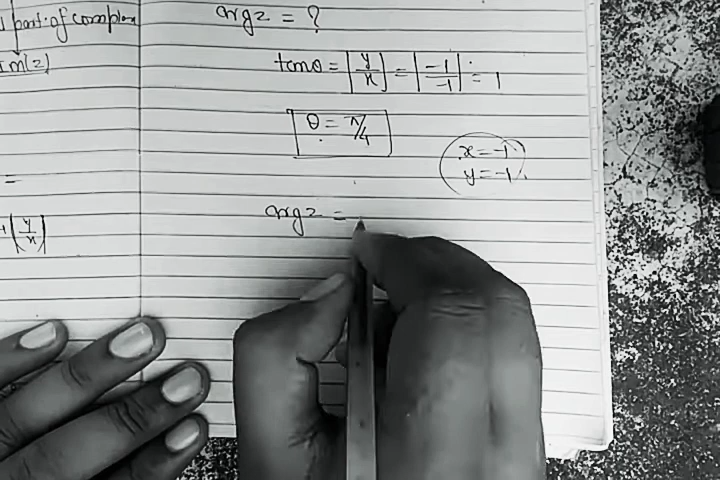 part of complex
Im(z)
=
|y/x|
arg z = ?
tanθ = |y/x| = |-1/-1| = 1
θ = π/4
x = -1
y = -1
arg z =